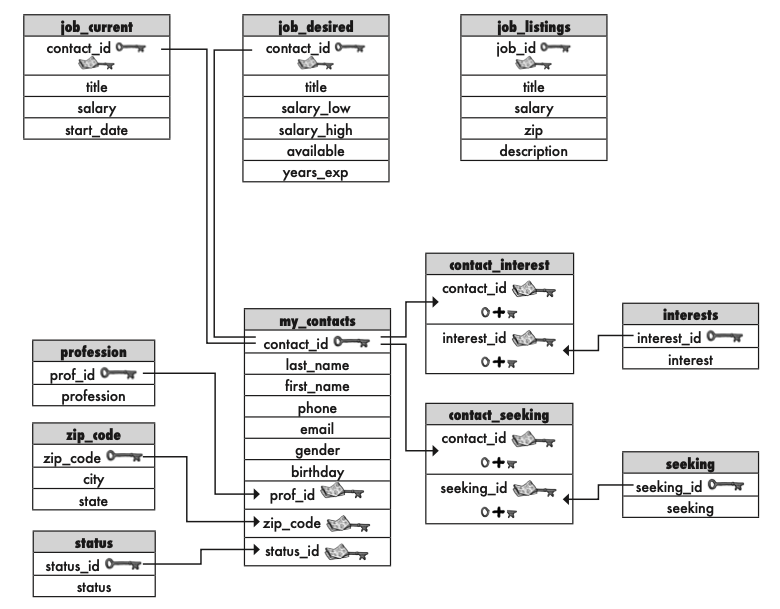 job_current
contact_id
title
salary
start_date
job_desired
contact_id
title
salary_low
salary_high
available
years_exp
job_listings
job_id
title
salary
zip
description
contact_interest
contact_id
interest_id
interests
interest_id
interest
my_contacts
contact_id
last_name
first_name
phone
email
gender
birthday
prof_id
zip_code
status_id
profession
prof_id
profession
zip_code
zip_code
city
state
status
status_id
status
contact_seeking
contact_id
seeking_id
seeking
seeking_id
seeking